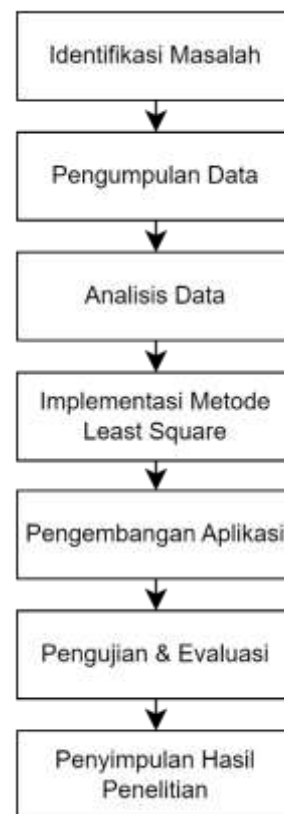 Identifikasi Masalah
Pengumpulan Data
Analisis Data
Implementasi Metode
Least Square
Pengembangan Aplikasi
Pengujian & Evaluasi
Penyimpulan Hasil
Penelitian